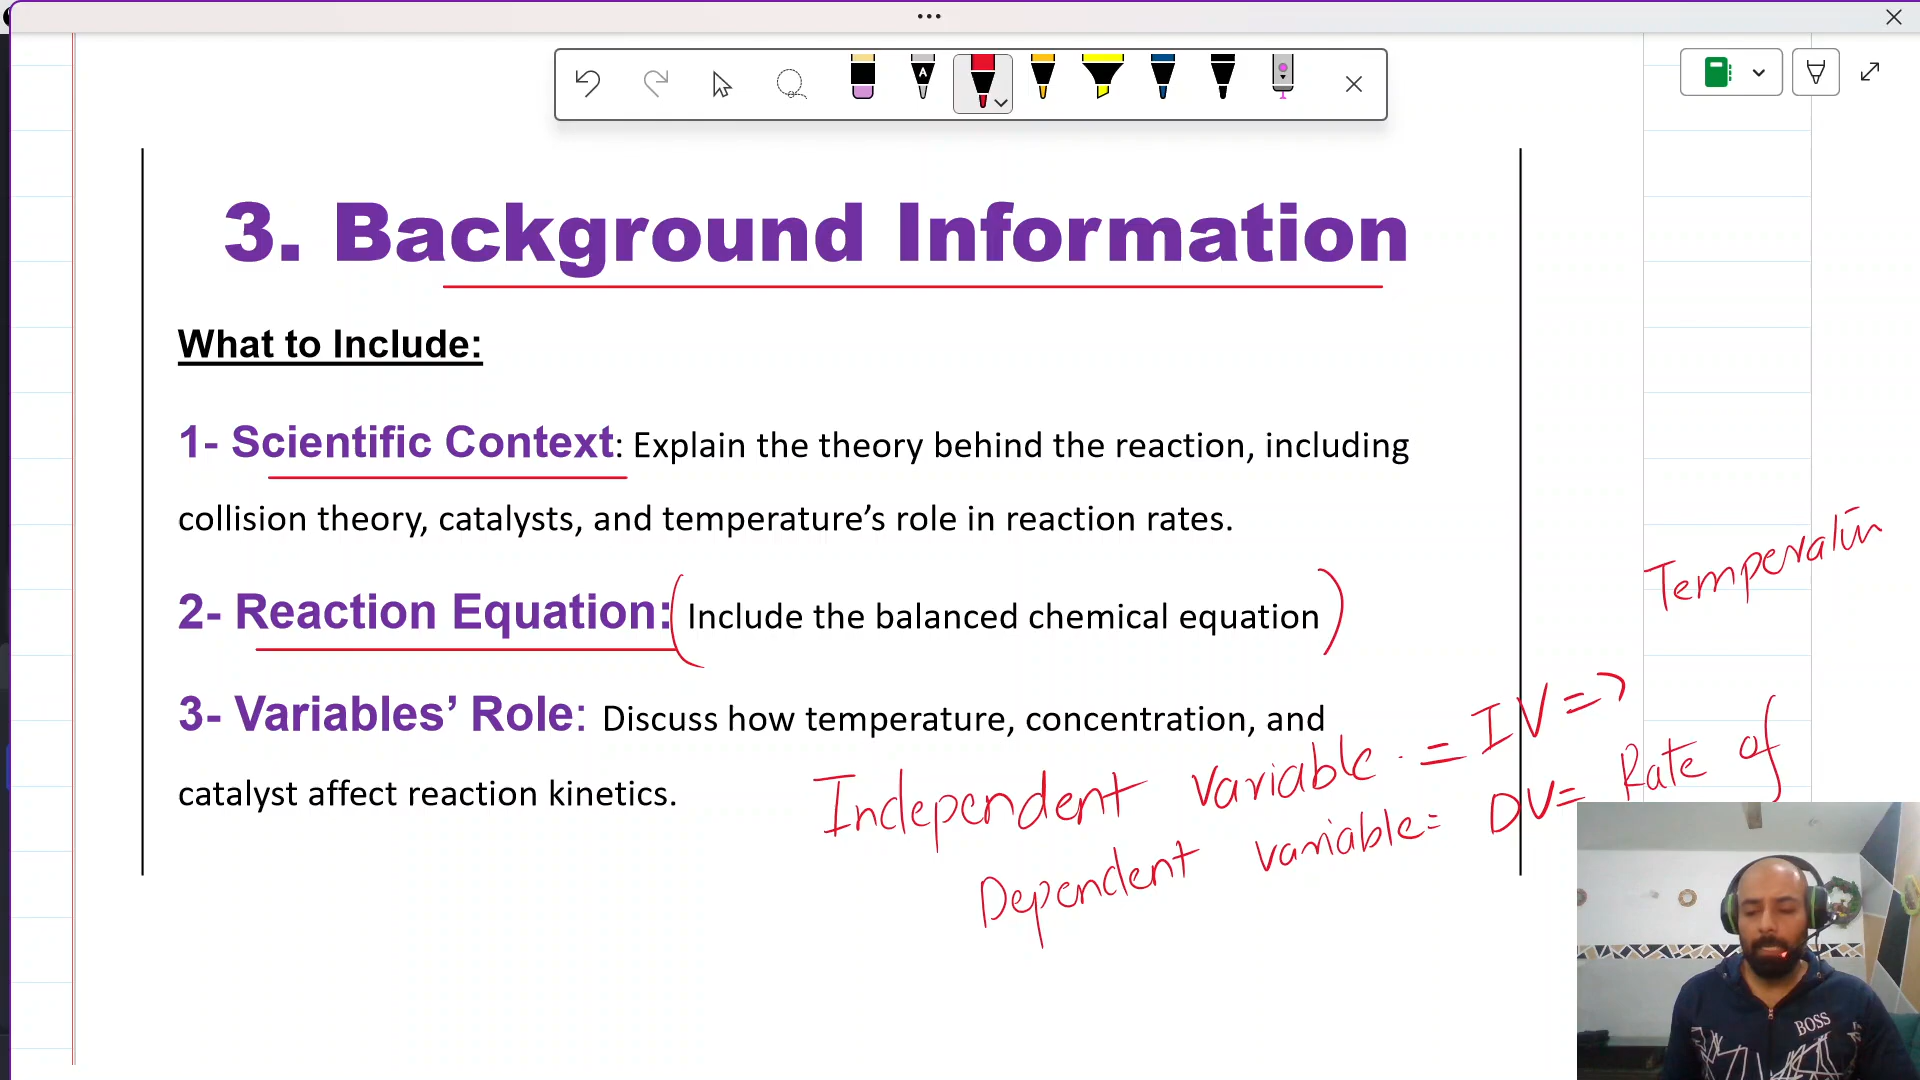 A
3. Background Information
What to Include:
1- Scientific Context: Explain the theory behind the reaction, including
collision theory, catalysts, and temperature’s role in reaction rates.
Temperatur
2- Reaction Equation: (Include the balanced chemical equation)
3- Variables’ Role: Discuss how temperature, concentration, and
catalyst affect reaction kinetics.
Independent variable. = IV =>
Dependent variable = DV = Rate of
BOSS